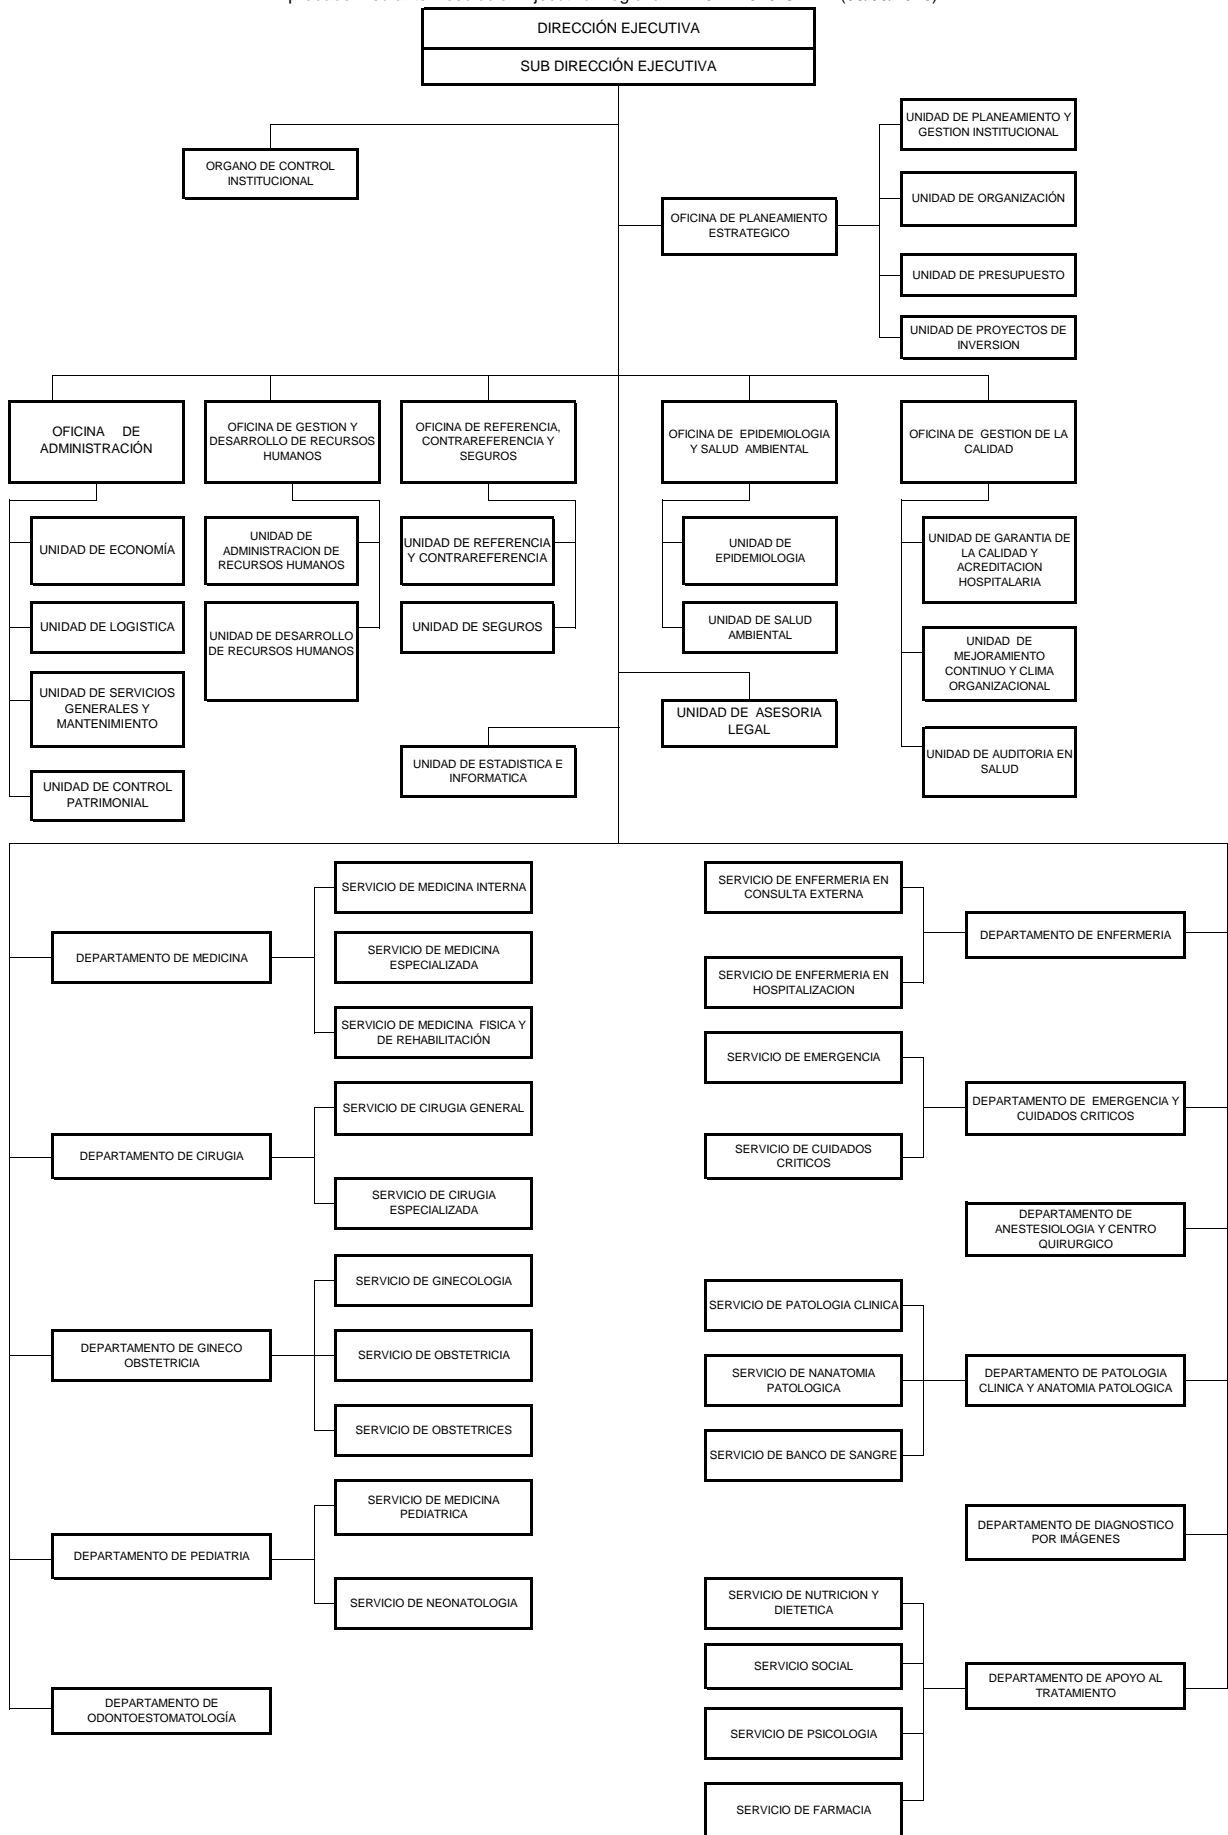 DIRECCIÓN EJECUTIVA
SUB DIRECCIÓN EJECUTIVA
ORGANO DE CONTROL
INSTITUCIONAL
UNIDAD DE PLANEAMIENTO Y
GESTION INSTITUCIONAL
UNIDAD DE ORGANIZACIÓN
OFICINA DE PLANEAMIENTO
ESTRATEGICO
UNIDAD DE PRESUPUESTO
UNIDAD DE PROYECTOS DE
INVERSION
OFICINA DE
ADMINISTRACIÓN
OFICINA DE GESTION Y
DESARROLLO DE RECURSOS
HUMANOS
OFICINA DE REFERENCIA,
CONTRAREFERENCIA Y
SEGUROS
OFICINA DE EPIDEMIOLOGIA
Y SALUD AMBIENTAL
OFICINA DE GESTION DE LA
CALIDAD
UNIDAD DE ECONOMÍA
UNIDAD DE
ADMINISTRACION DE
RECURSOS HUMANOS
UNIDAD DE REFERENCIA
Y CONTRAREFERENCIA
UNIDAD DE
EPIDEMIOLOGIA
UNIDAD DE GARANTIA DE
LA CALIDAD Y
ACREDITACION
HOSPITALARIA
UNIDAD DE LOGISTICA
UNIDAD DE DESARROLLO
DE RECURSOS HUMANOS
UNIDAD DE SEGUROS
UNIDAD DE SALUD
AMBIENTAL
UNIDAD DE
MEJORAMIENTO
CONTINUO Y CLIMA
ORGANIZACIONAL
UNIDAD DE SERVICIOS
GENERALES Y
MANTENIMIENTO
UNIDAD DE ASESORIA
LEGAL
UNIDAD DE ESTADISTICA E
INFORMATICA
UNIDAD DE AUDITORIA EN
SALUD
UNIDAD DE CONTROL
PATRIMONIAL
SERVICIO DE MEDICINA INTERNA
DEPARTAMENTO DE MEDICINA
SERVICIO DE MEDICINA
ESPECIALIZADA
SERVICIO DE MEDICINA FISICA Y
DE REHABILITACIÓN
SERVICIO DE CIRUGIA GENERAL
DEPARTAMENTO DE CIRUGIA
SERVICIO DE CIRUGIA
ESPECIALIZADA
SERVICIO DE GINECOLOGIA
DEPARTAMENTO DE GINECO
OBSTETRICIA
SERVICIO DE OBSTETRICIA
SERVICIO DE OBSTETRICES
SERVICIO DE MEDICINA
PEDIATRICA
DEPARTAMENTO DE PEDIATRIA
SERVICIO DE NEONATOLOGIA
DEPARTAMENTO DE
ODONTOESTOMATOLOGÍA
SERVICIO DE ENFERMERIA EN
CONSULTA EXTERNA
DEPARTAMENTO DE ENFERMERIA
SERVICIO DE ENFERMERIA EN
HOSPITALIZACION
SERVICIO DE EMERGENCIA
DEPARTAMENTO DE EMERGENCIA Y
CUIDADOS CRITICOS
SERVICIO DE CUIDADOS
CRITICOS
DEPARTAMENTO DE
ANESTESIOLOGIA Y CENTRO
QUIRURGICO
SERVICIO DE PATOLOGIA CLINICA
SERVICIO DE NANATOMIA
PATOLOGICA
DEPARTAMENTO DE PATOLOGIA
CLINICA Y ANATOMIA PATOLOGICA
SERVICIO DE BANCO DE SANGRE
DEPARTAMENTO DE DIAGNOSTICO
POR IMÁGENES
SERVICIO DE NUTRICION Y
DIETETICA
SERVICIO SOCIAL
DEPARTAMENTO DE APOYO AL
TRATAMIENTO
SERVICIO DE PSICOLOGIA
SERVICIO DE FARMACIA